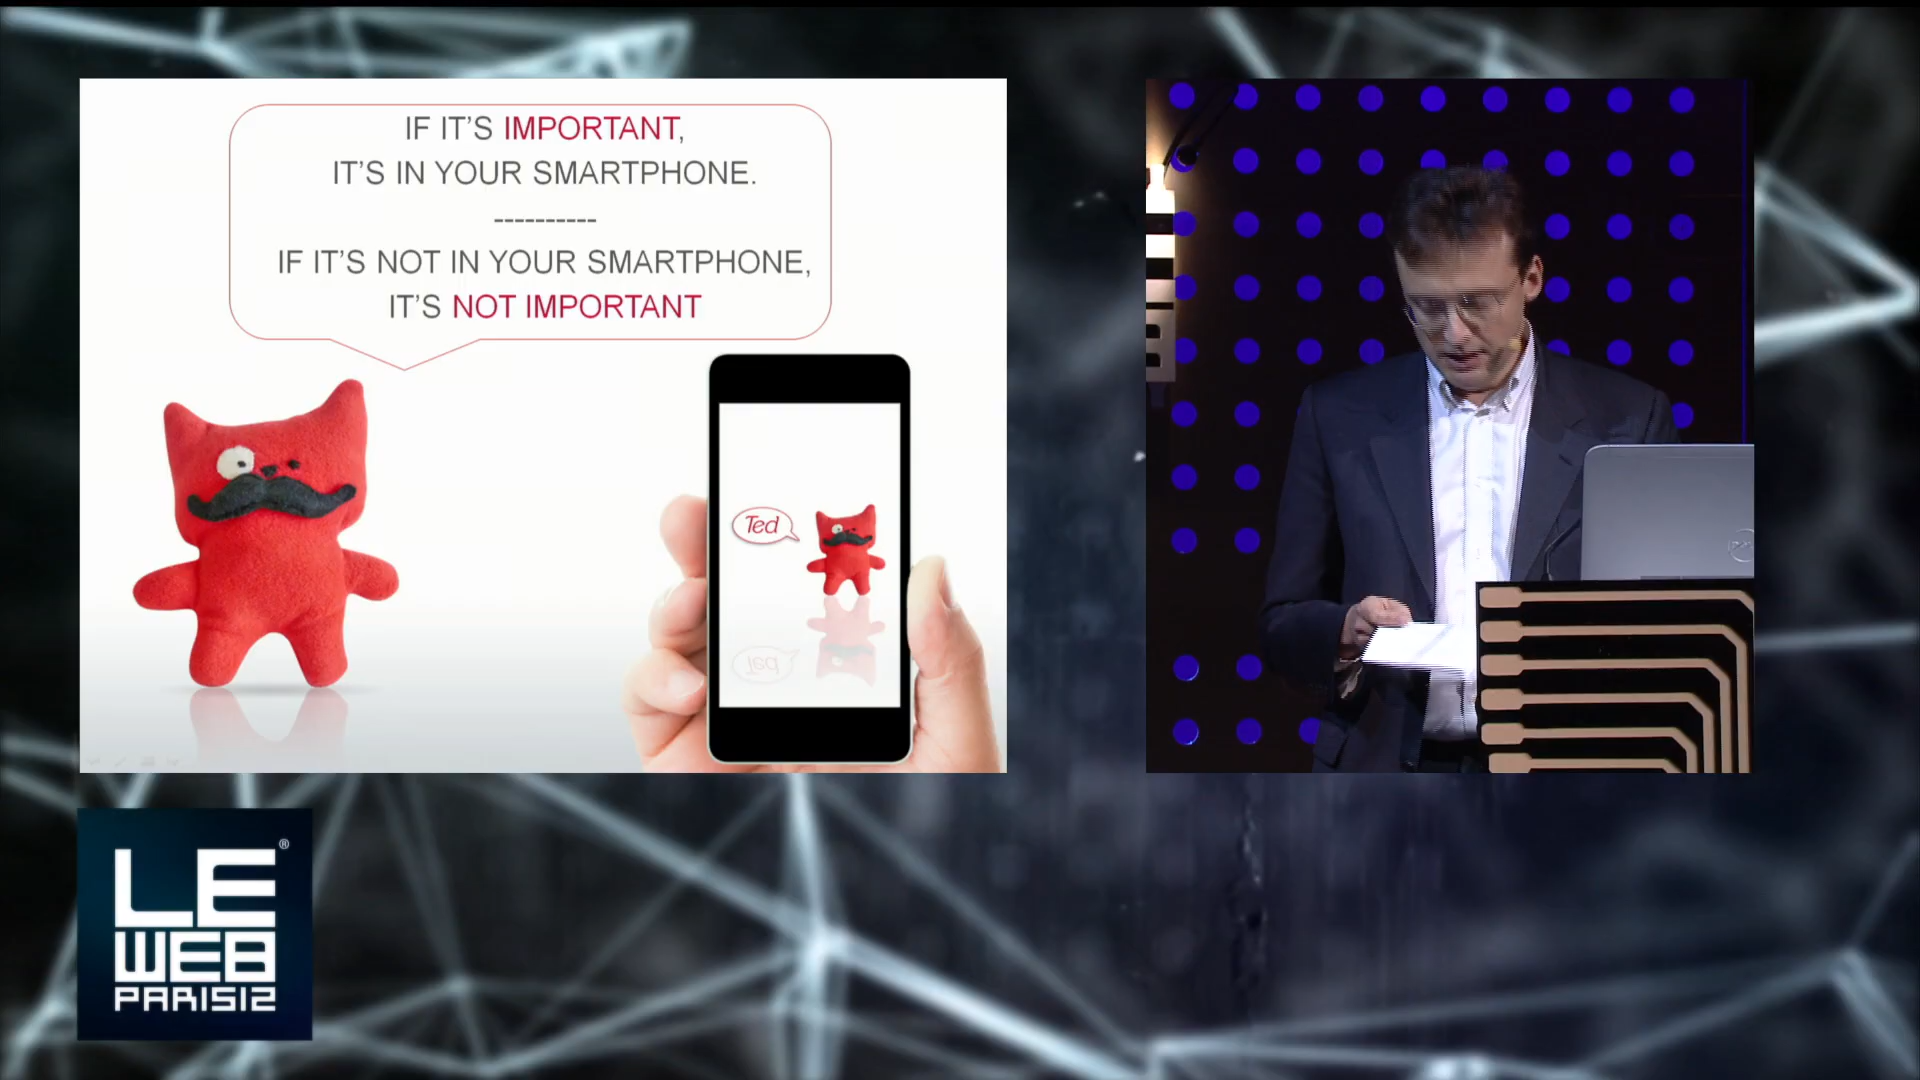 IF IT'S IMPORTANT,
IT'S IN YOUR SMARTPHONE.
----------
IF IT'S NOT IN YOUR SMARTPHONE,
IT'S NOT IMPORTANT
Ted
LE
WEB
PARIS12
®